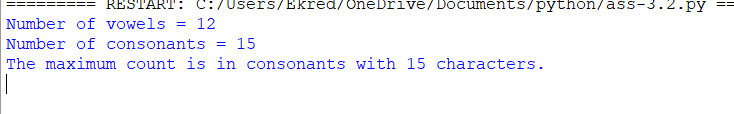 ========= RESTART: C:/Users/Ekred/OneDrive/Documents/python/ass-3.2.py ==
Number of vowels = 12
Number of consonants = 15
The maximum count is in consonants with 15 characters.